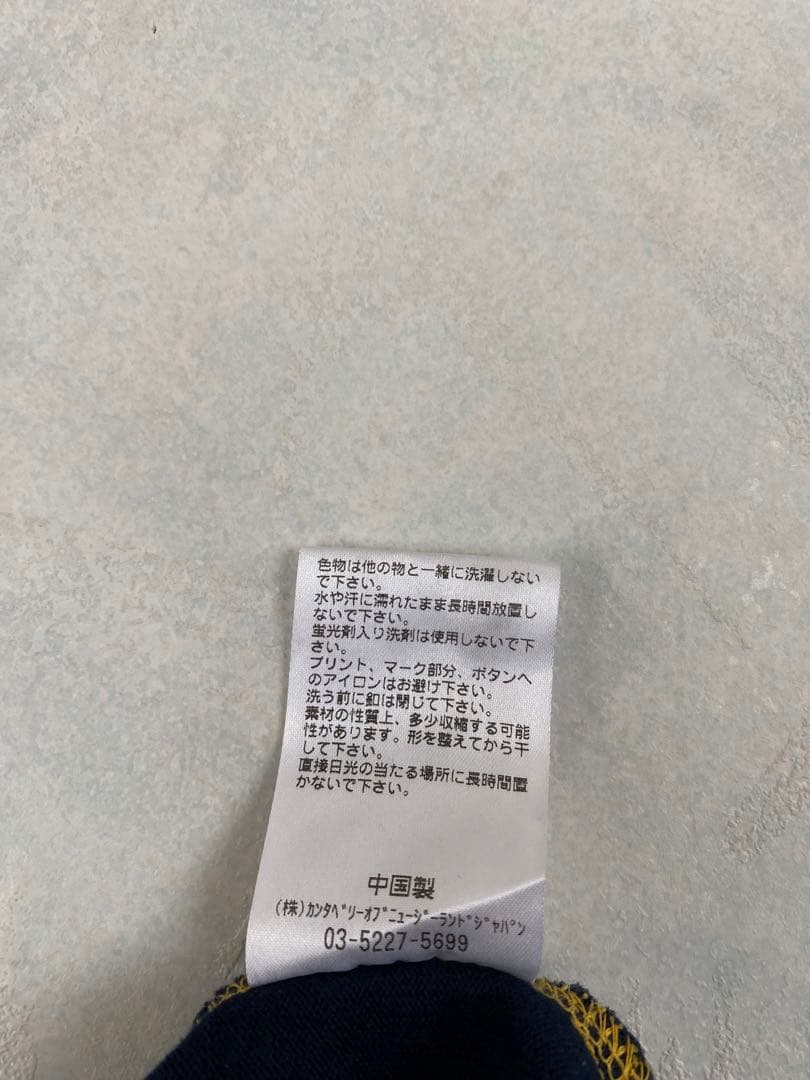 色物は他の物と一緒に洗濯しない
で下さい。
水や汗に濡れたまま長時間放置し
ないで下さい。
蛍光剤入り洗剤は使用しないで下
さい。
プリント、マーク部分、ボタンへ
のアイロンはお避け下さい。
洗う前に釦は閉じて下さい。
素材の性質上、多少収縮する可能
性があります。形を整えてから干
して下さい。
直接日光の当たる場所に長時間置
かないで下さい。
中国製
(株)ｶﾝﾀﾍﾞﾘｰｵﾌﾞﾆｭｰｼﾞｰﾗﾝﾄﾞｼﾞｬﾊﾟﾝ
03-5227-5699